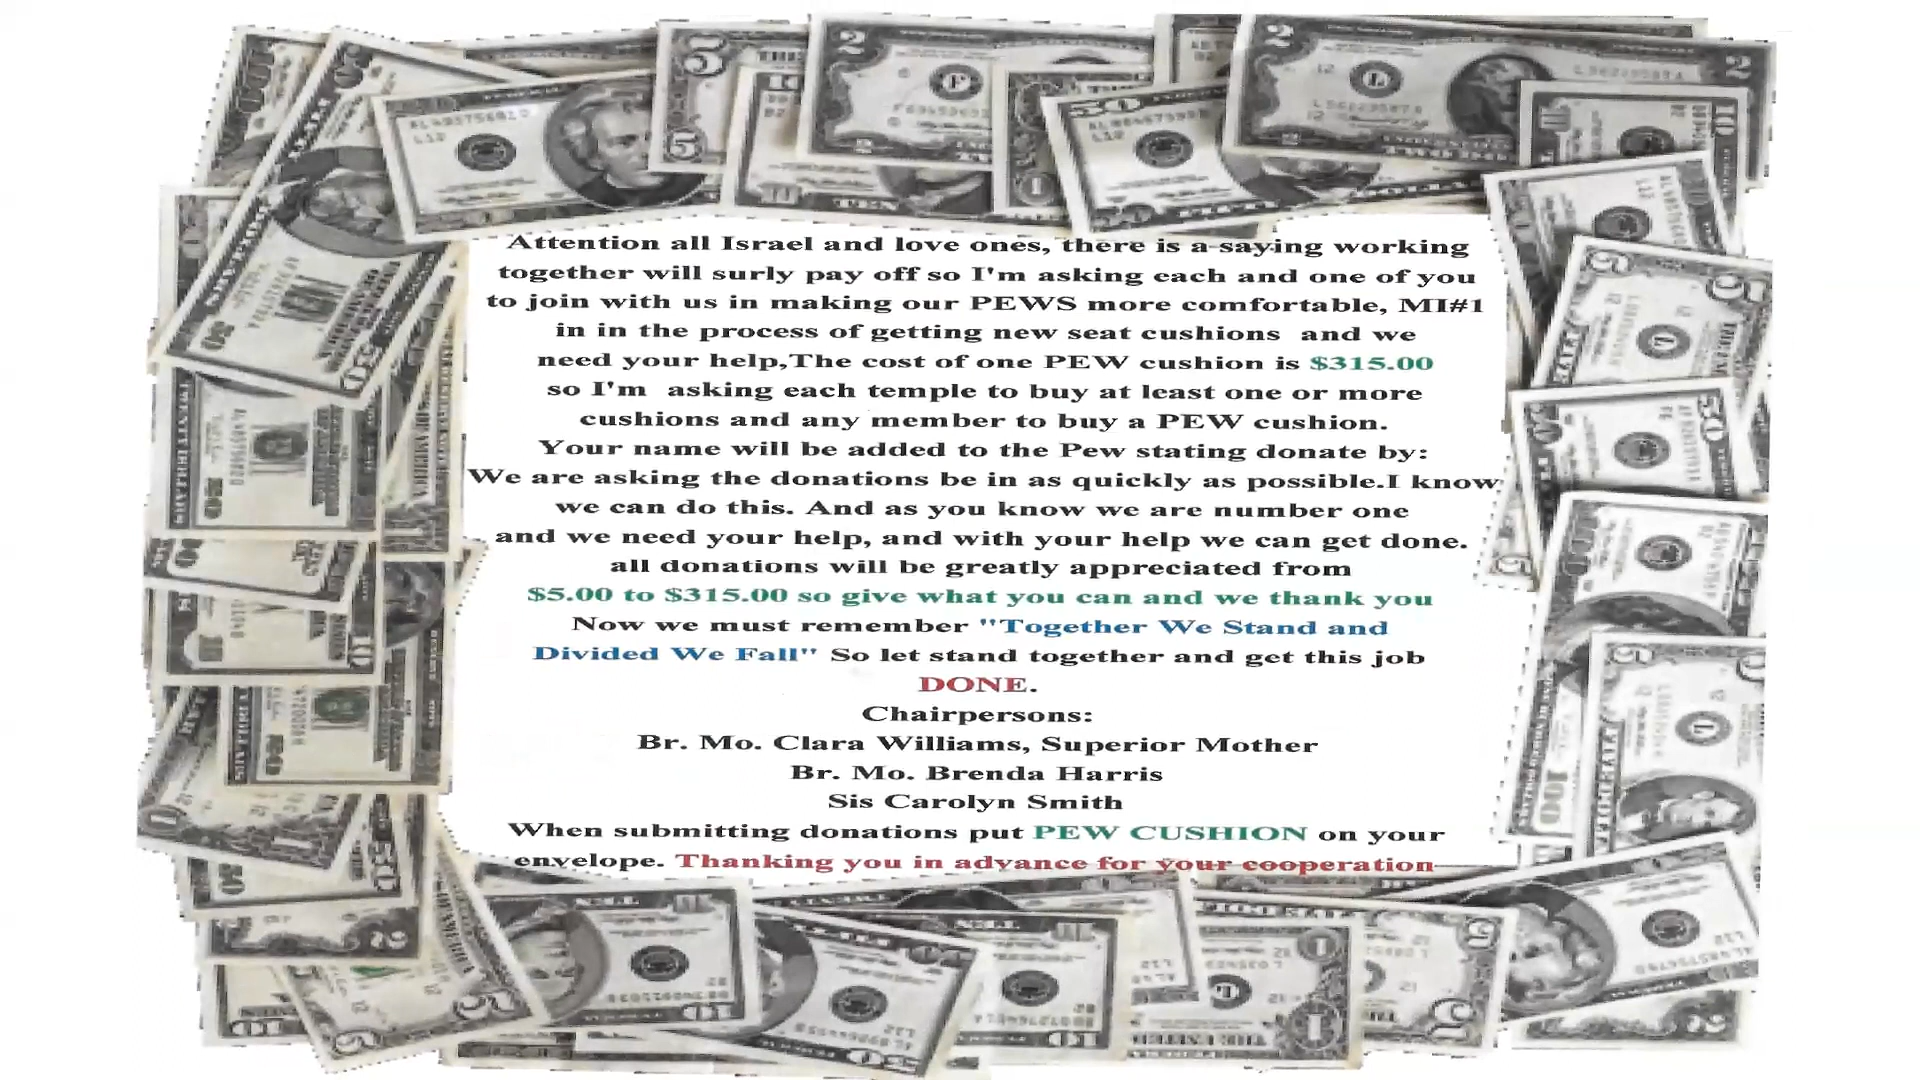 Attention all Israel and love ones, there is a saying working
together will surly pay off so I'm asking each and one of you
to join with us in making our PEWS more comfortable, MI#1
in in the process of getting new seat cushions and we
need your help,The cost of one PEW cushion is $315.00
so I'm asking each temple to buy at least one or more
cushions and any member to buy a PEW cushion.
Your name will be added to the Pew stating donate by:
We are asking the donations be in as quickly as possible.I know
we can do this. And as you know we are number one
and we need your help, and with your help we can get done.
all donations will be greatly appreciated from
$5.00 to $315.00 so give what you can and we thank you
Now we must remember "Together We Stand and
Divided We Fall" So let stand together and get this job
DONE.
Chairpersons:
Br. Mo. Clara Williams, Superior Mother
Br. Mo. Brenda Harris
Sis Carolyn Smith
When submitting donations put PEW CUSHION on your
envelope. Thanking you in advance for your cooperation